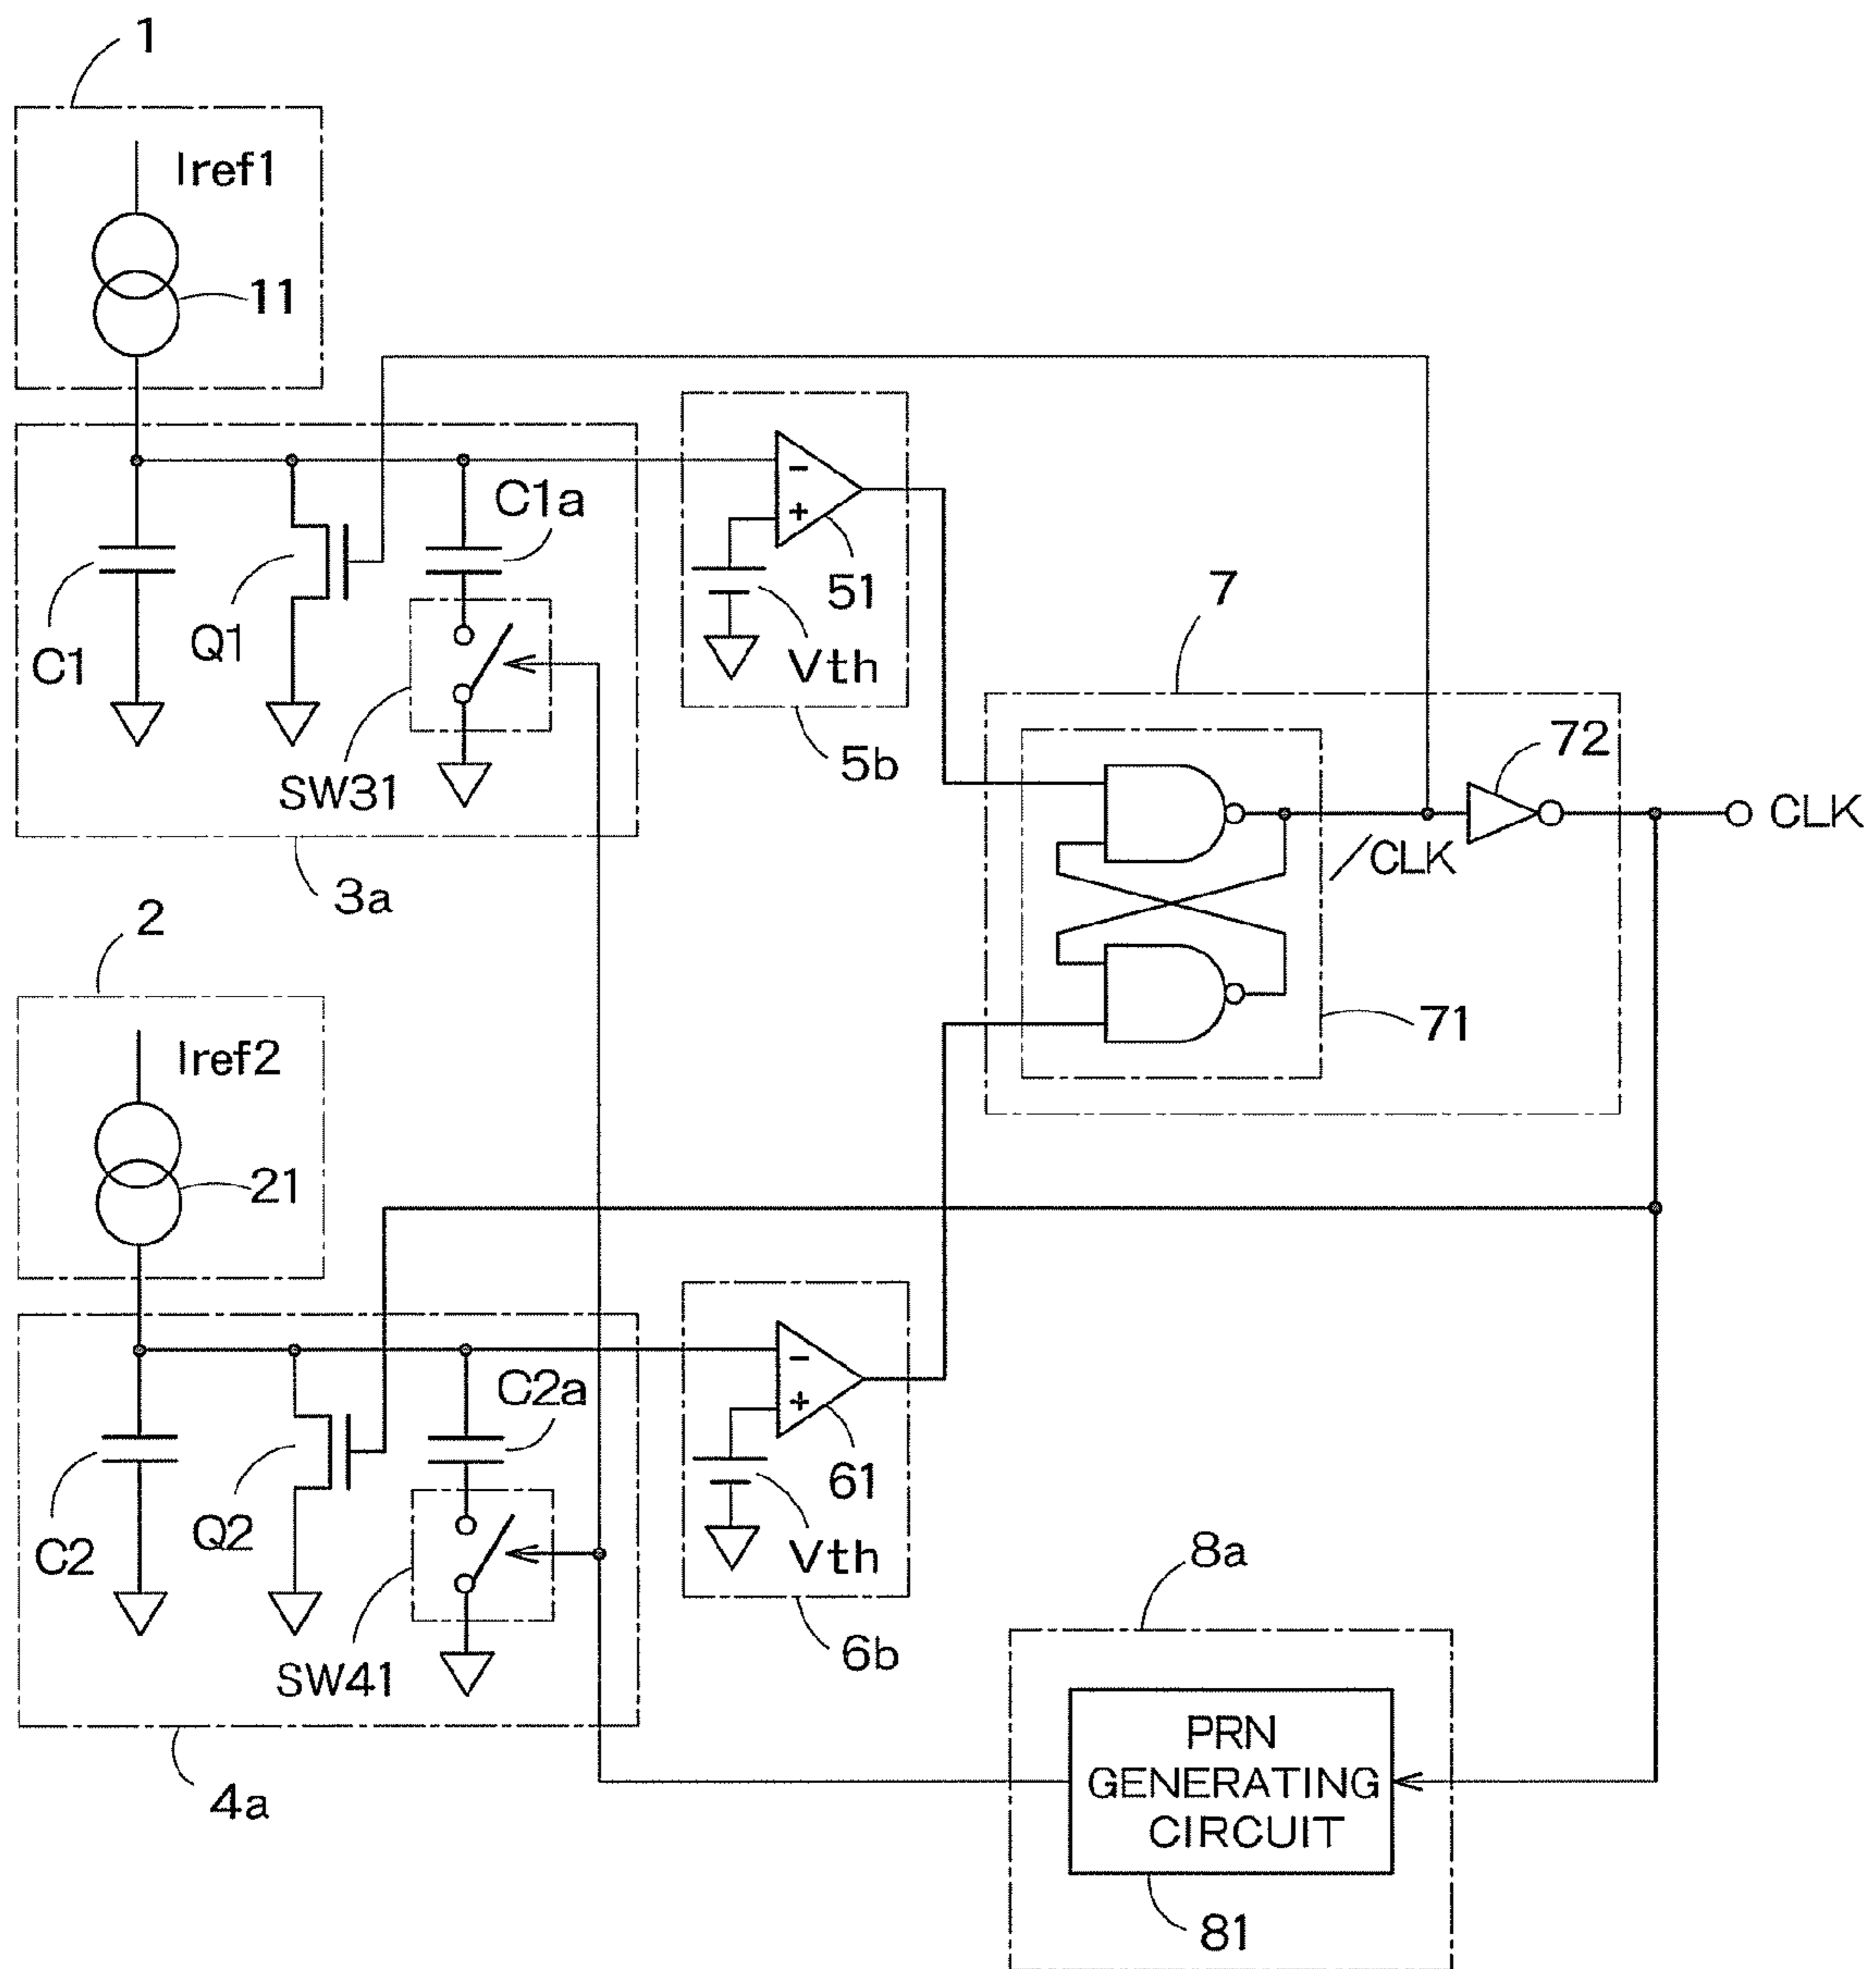 1
Iref1
11
C1a
51
C1
Q1
Vth
SW31
5b
3a
7
72
CLK
/CLK
71
2
Iref2
21
C2a
61
C2
Q2
Vth
SW41
6b
4a
8a
PRN
GENERATING
CIRCUIT
81